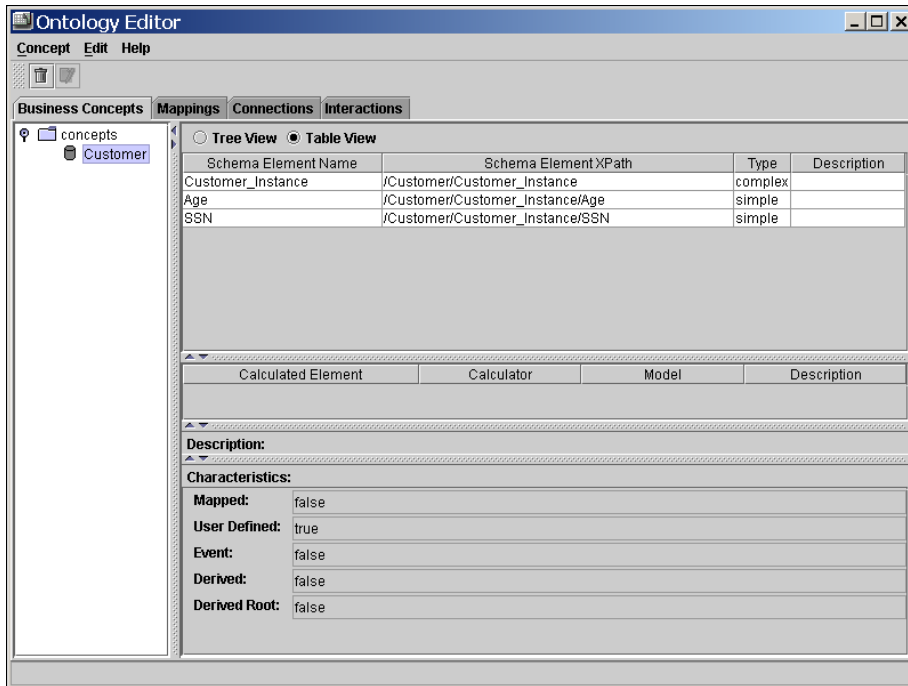 Ontology Editor
Concept Edit Help
Business Concepts Mappings Connections Interactions
concepts
Customer
Tree View Table View
Schema Element Name Schema Element XPath Type Description
Customer_Instance /Customer/Customer_Instance complex
Age /Customer/Customer_Instance/Age simple
SSN /Customer/Customer_Instance/SSN simple
Calculated Element Calculator Model Description
Description:
Characteristics:
Mapped: false
User Defined: true
Event: false
Derived: false
Derived Root: false